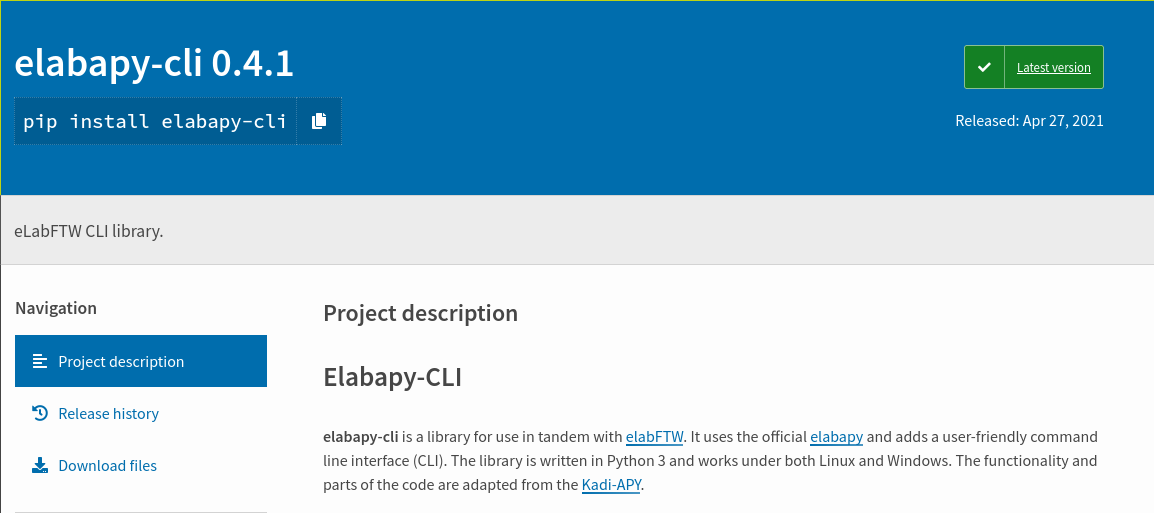 elabapy-cli 0.4.1
Latest version
pip install elabapy-cli
Released: Apr 27, 2021
eLabFTW CLI library.
Navigation
Project description
Release history
Download files
Project description
Elabapy-CLI
elabapy-cli is a library for use in tandem with elabFTW. It uses the official elabapy and adds a user-friendly command
line interface (CLI). The library is written in Python 3 and works under both Linux and Windows. The functionality and
parts of the code are adapted from the Kadi-APY.